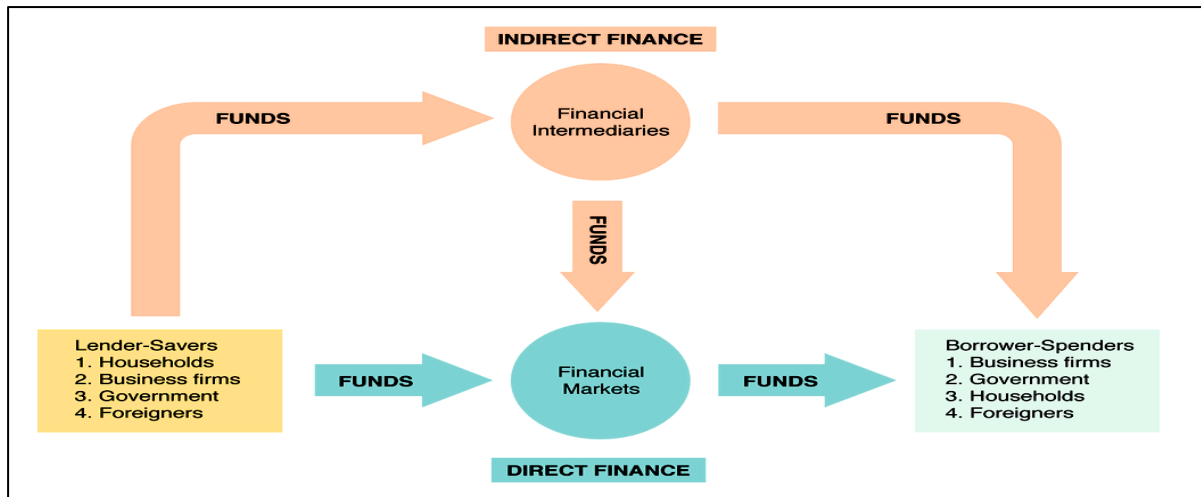 INDIRECT FINANCE
FUNDS
Financial
Intermediaries
FUNDS
FUNDS
Lender-Savers
1. Households
2. Business firms
3. Government
4. Foreigners
FUNDS
Financial
Markets
FUNDS
Borrower-Spenders
1. Business firms
2. Government
3. Households
4. Foreigners
DIRECT FINANCE